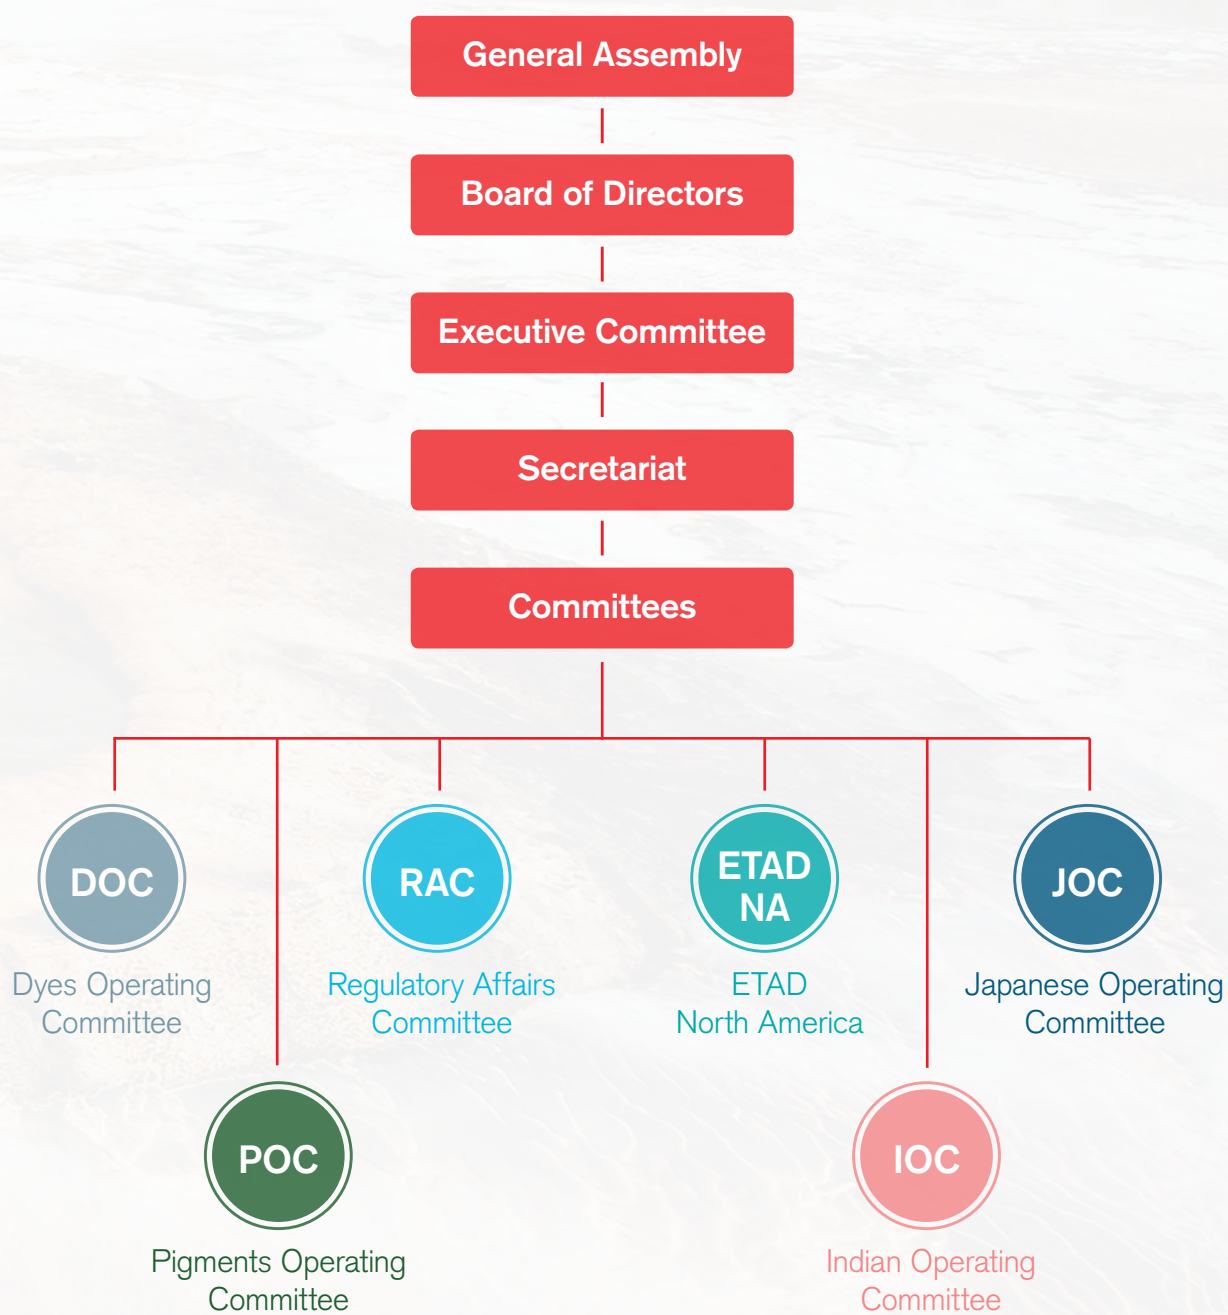 General Assembly
Board of Directors
Executive Committee
Secretariat
Committees
DOC
Dyes Operating
Committee
RAC
Regulatory Affairs
Committee
ETAD
NA
ETAD
North America
JOC
Japanese Operating
Committee
POC
Pigments Operating
Committee
IOC
Indian Operating
Committee